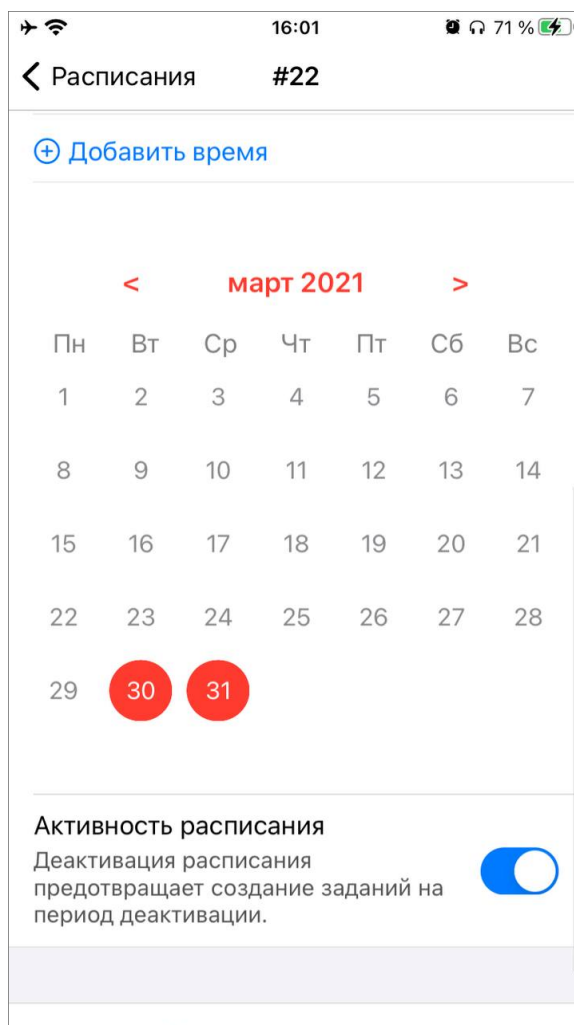 16:01 71 %
Расписания #22
Добавить время
< март 2021 >
Пн Вт Ср Чт Пт Сб Вс
1 2 3 4 5 6 7
8 9 10 11 12 13 14
15 16 17 18 19 20 21
22 23 24 25 26 27 28
29 30 31
Активность расписания
Деактивация расписания
предотвращает создание заданий на
период деактивации.